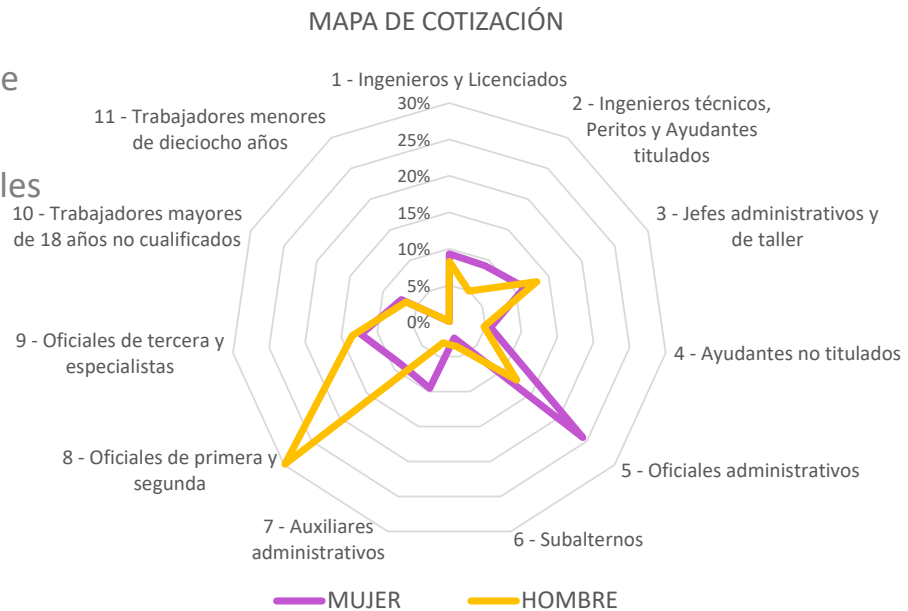 MAPA DE COTIZACIÓN
e
les
1 - Ingenieros y Licenciados
2 - Ingenieros técnicos,
Peritos y Ayudantes
titulados
3 - Jefes administrativos y
de taller
4 - Ayudantes no titulados
5 - Oficiales administrativos
6 - Subalternos
7 - Auxiliares
administrativos
8 - Oficiales de primera y
segunda
9 - Oficiales de tercera y
especialistas
10 - Trabajadores mayores
de 18 años no cualificados
11 - Trabajadores menores
de dieciocho años
30%
25%
20%
15%
10%
5%
0%
MUJER
HOMBRE